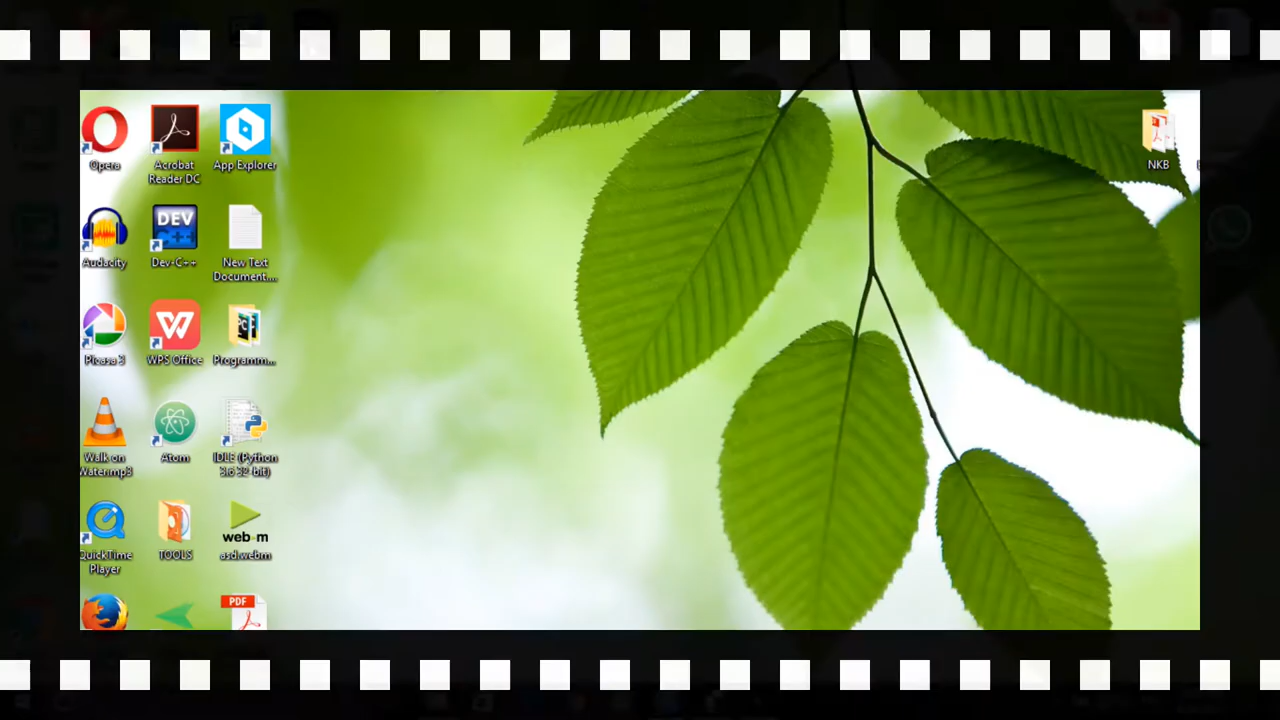 Opera
Acrobat
Reader DC
App Explorer
NKB
DEV
C++
Audacity
Dev-C++
New Text
Document....
W
Picasa 3
WPS Office
Programm...
Walk on
Water.mp3
Atom
IDLE (Python
3.6 32-bit)
web-m
QuickTime
Player
TOOLS
asd.webm
PDF